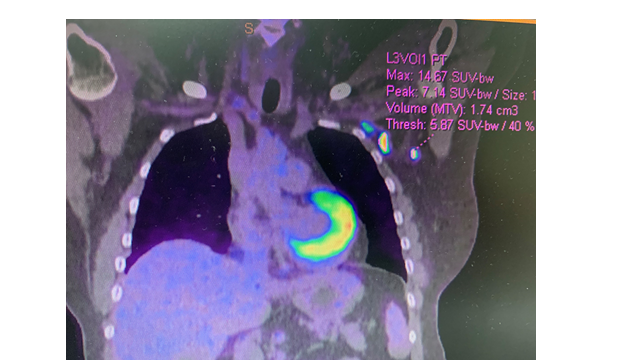 S
L3VOI1 PT
Max: 14.67 SUV-bw
Peak: 7.14 SUV-bw / Size: 1
Volume (MTV): 1.74 cm3
Thresh: 5.87 SUV-bw / 40 %